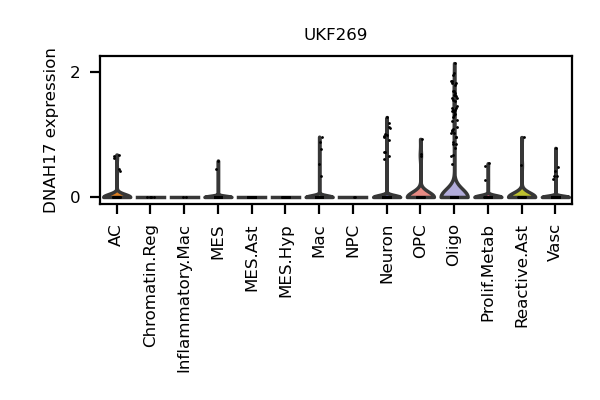 UKF269
DNAH17 expression
2
0
AC
Chromatin.Reg
Inflammatory.Mac
MES
MES.Ast
MES.Hyp
Mac
NPC
Neuron
OPC
Oligo
Prolif.Metab
Reactive.Ast
Vasc